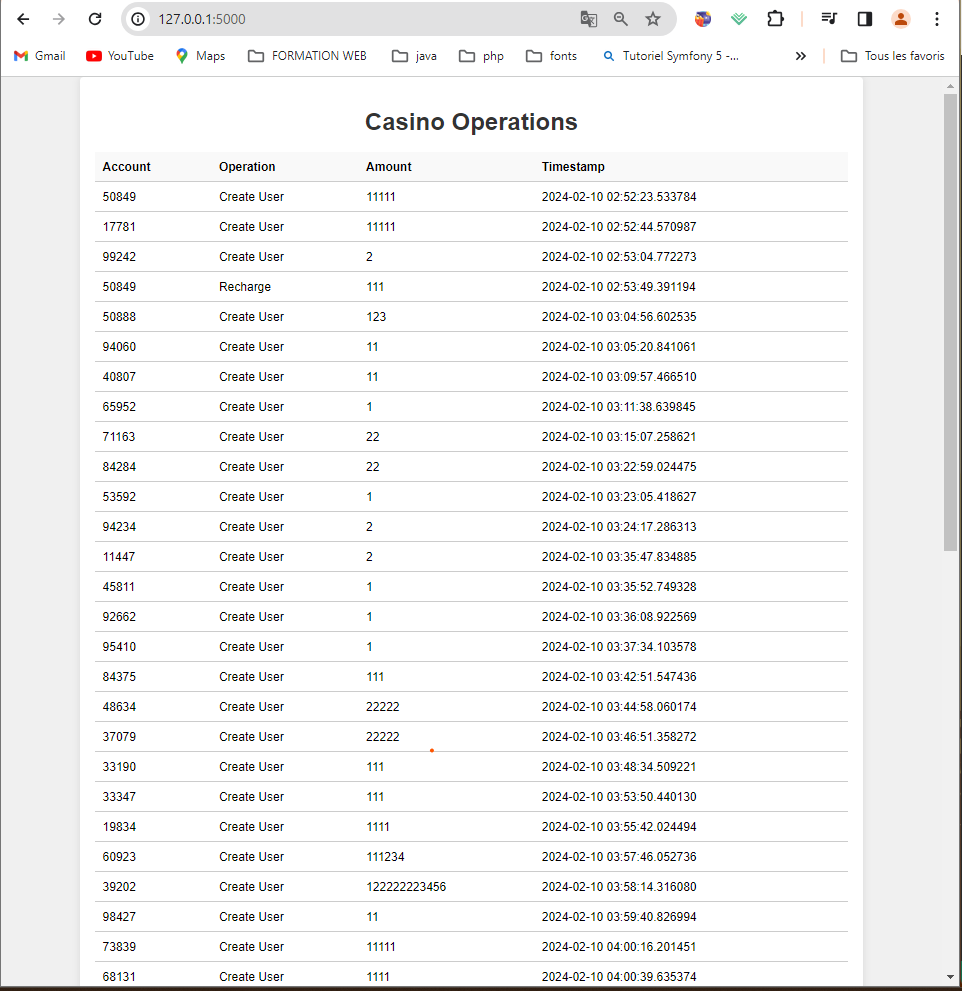 127.0.0.1:5000
Gmail YouTube Maps FORMATION WEB java php fonts Tutoriel Symfony 5 -... » Tous les favoris
Casino Operations
Account Operation Amount Timestamp
50849 Create User 11111 2024-02-10 02:52:23.533784
17781 Create User 11111 2024-02-10 02:52:44.570987
99242 Create User 2 2024-02-10 02:53:04.772273
50849 Recharge 111 2024-02-10 02:53:49.391194
50888 Create User 123 2024-02-10 03:04:56.602535
94060 Create User 11 2024-02-10 03:05:20.841061
40807 Create User 11 2024-02-10 03:09:57.466510
65952 Create User 1 2024-02-10 03:11:38.639845
71163 Create User 22 2024-02-10 03:15:07.258621
84284 Create User 22 2024-02-10 03:22:59.024475
53592 Create User 1 2024-02-10 03:23:05.418627
94234 Create User 2 2024-02-10 03:24:17.286313
11447 Create User 2 2024-02-10 03:35:47.834885
45811 Create User 1 2024-02-10 03:35:52.749328
92662 Create User 1 2024-02-10 03:36:08.922569
95410 Create User 1 2024-02-10 03:37:34.103578
84375 Create User 111 2024-02-10 03:42:51.547436
48634 Create User 22222 2024-02-10 03:44:58.060174
37079 Create User 22222 2024-02-10 03:46:51.358272
33190 Create User 111 2024-02-10 03:48:34.509221
33347 Create User 111 2024-02-10 03:53:50.440130
19834 Create User 1111 2024-02-10 03:55:42.024494
60923 Create User 111234 2024-02-10 03:57:46.052736
39202 Create User 122222223456 2024-02-10 03:58:14.316080
98427 Create User 11 2024-02-10 03:59:40.826994
73839 Create User 11111 2024-02-10 04:00:16.201451
68131 Create User 1111 2024-02-10 04:00:39.635374